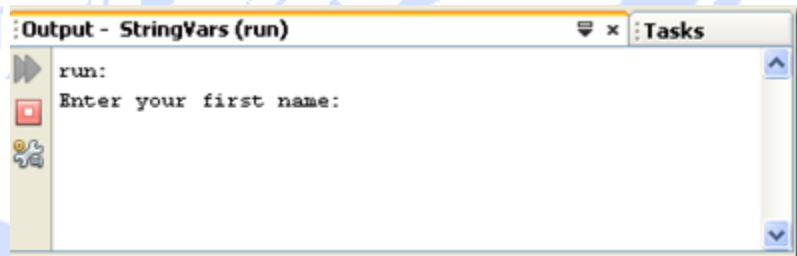 Output - StringVars (run)
Tasks
run:
Enter your first name: